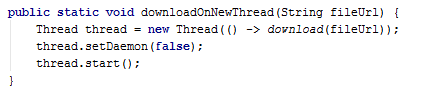 public static void downloadOnNewThread(String fileUrl) {
    Thread thread = new Thread(() -> download(fileUrl));
    thread.setDaemon(false);
    thread.start();
}